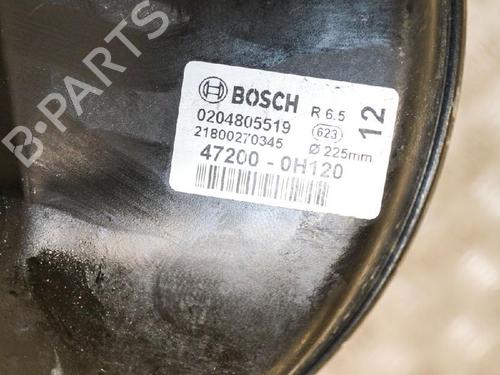 B-PARTS
BOSCH R 6.5 12
0204805519 623
21800270345 Ø 225mm
47200 - 0H120